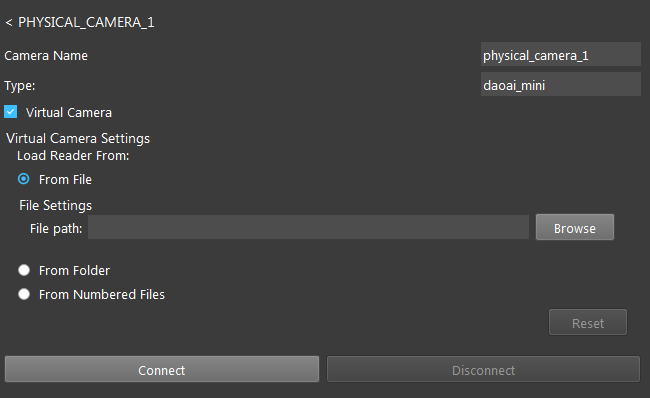 < PHYSICAL_CAMERA_1
Camera Name physical_camera_1
Type: daoai_mini
Virtual Camera
Virtual Camera Settings
Load Reader From:
From File
File Settings
File path: Browse
From Folder
From Numbered Files
Reset
Connect Disconnect